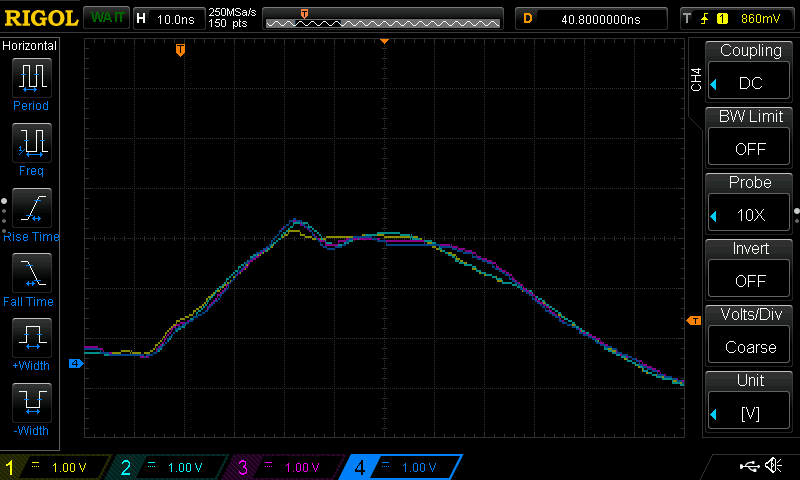 RIGOL WAIT H 10.0ns 250MSa/s 150 pts T D 40.8000000ns T 1 860mV
Horizontal
Period
Freq
Rise Time
Fall Time
+Width
-Width
T
T
4
CH4
Coupling
DC
BW Limit
OFF
Probe
10X
Invert
OFF
Volts/Div
Coarse
Unit
[V]
1 1.00 V 2 1.00 V 3 1.00 V 4 1.00 V